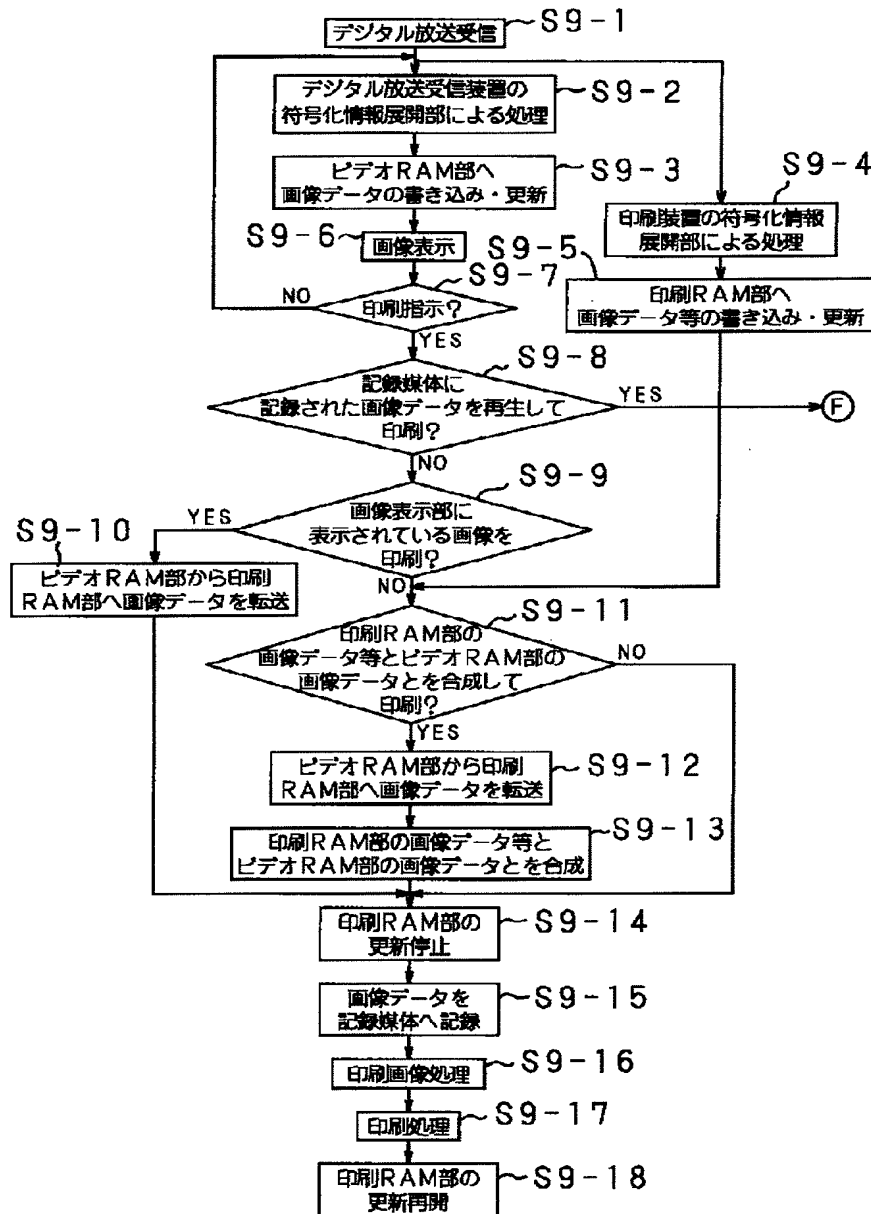 デジタル放送受信
S9-1
デジタル放送受信装置の
符号化情報展開部による処理
S9-2
ビデオRAM部へ
画像データの書き込み・更新
S9-3
S9-4
印刷装置の符号化情報
展開部による処理
S9-6
画像表示
S9-5
印刷RAM部へ
画像データ等の書き込み・更新
S9-7
NO
印刷指示?
YES
S9-8
記録媒体に
記録された画像データを再生して
印刷?
YES
F
NO
S9-9
画像表示部に
表示されている画像を
印刷?
YES
S9-10
ビデオRAM部から印刷
RAM部へ画像データを転送
NO
S9-11
印刷RAM部の
画像データ等とビデオRAM部の
画像データとを合成して
印刷?
NO
YES
ビデオRAM部から印刷
RAM部へ画像データを転送
S9-12
印刷RAM部の画像データ等と
ビデオRAM部の画像データとを合成
S9-13
印刷RAM部の
更新停止
S9-14
画像データを
記録媒体へ記録
S9-15
印刷画像処理
S9-16
印刷処理
S9-17
印刷RAM部の
更新再開
S9-18